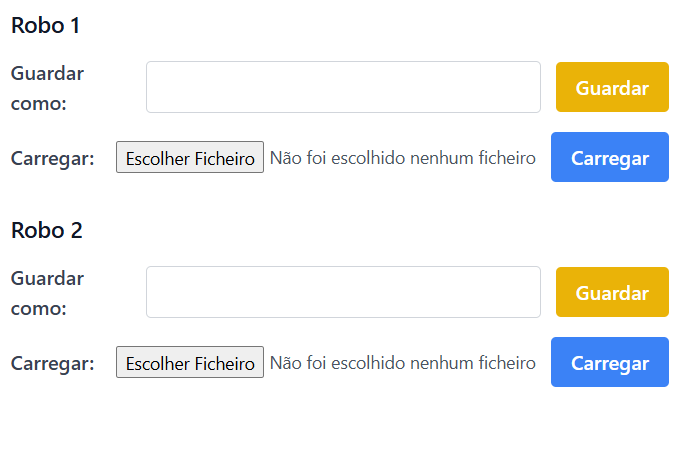 Robo 1
Guardar
como:
Guardar
Carregar: Escolher Ficheiro Não foi escolhido nenhum ficheiro Carregar
Robo 2
Guardar
como:
Guardar
Carregar: Escolher Ficheiro Não foi escolhido nenhum ficheiro Carregar